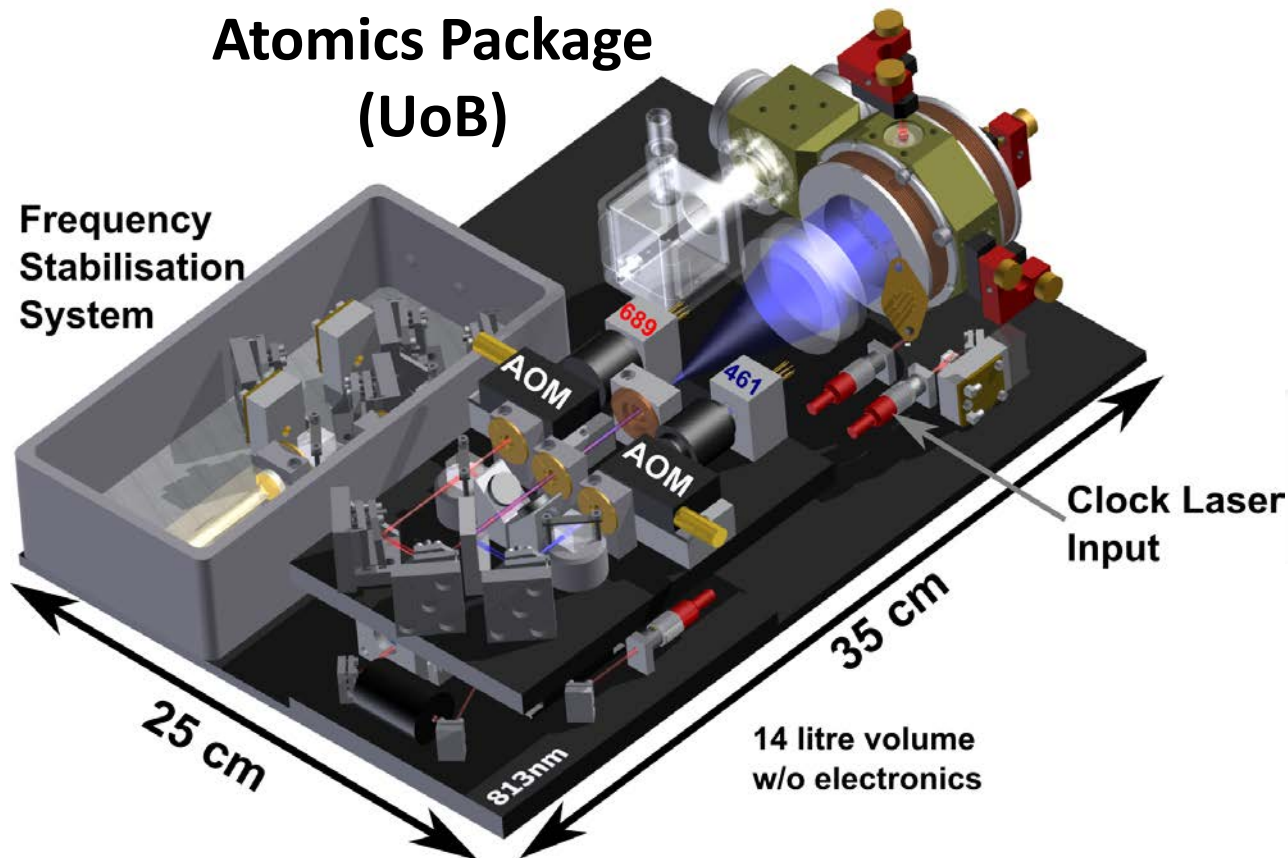 Atomics Package
(UoB)
Frequency
Stabilisation
System
689
AOM
461
AOM
Clock Laser
Input
35 cm
25 cm
14 litre volume
w/o electronics
813nm